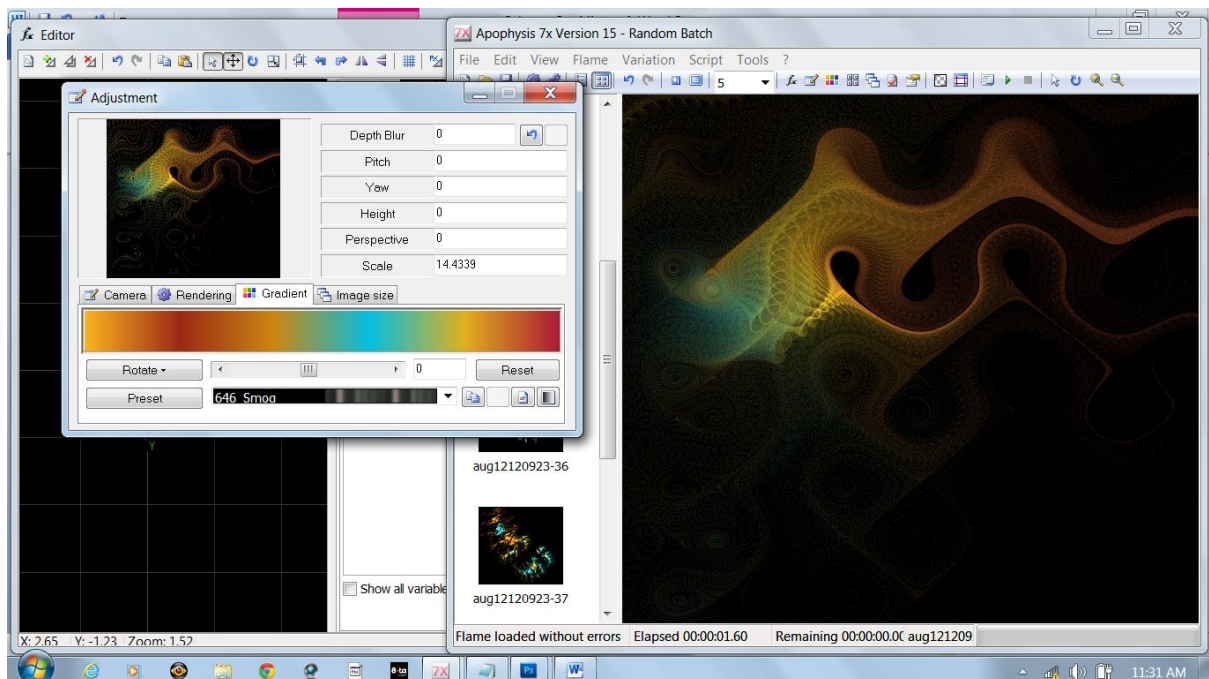 Editor
Apophysis 7x Version 15 - Random Batch
File Edit View Flame Variation Script Tools ?
5
Adjustment
Depth Blur 0
Pitch 0
Yaw 0
Height 0
Perspective 0
Scale 14.4339
Camera Rendering Gradient Image size
Rotate 0 Reset
Preset 646_Smog
Y
aug12120923-36
Show all variable
aug12120923-37
X: 2.65 Y: -1.23 Zoom: 1.52
Flame loaded without errors Elapsed 00:00:01.60 Remaining 00:00:00.0( aug121209
7X Ps W 11:31 AM